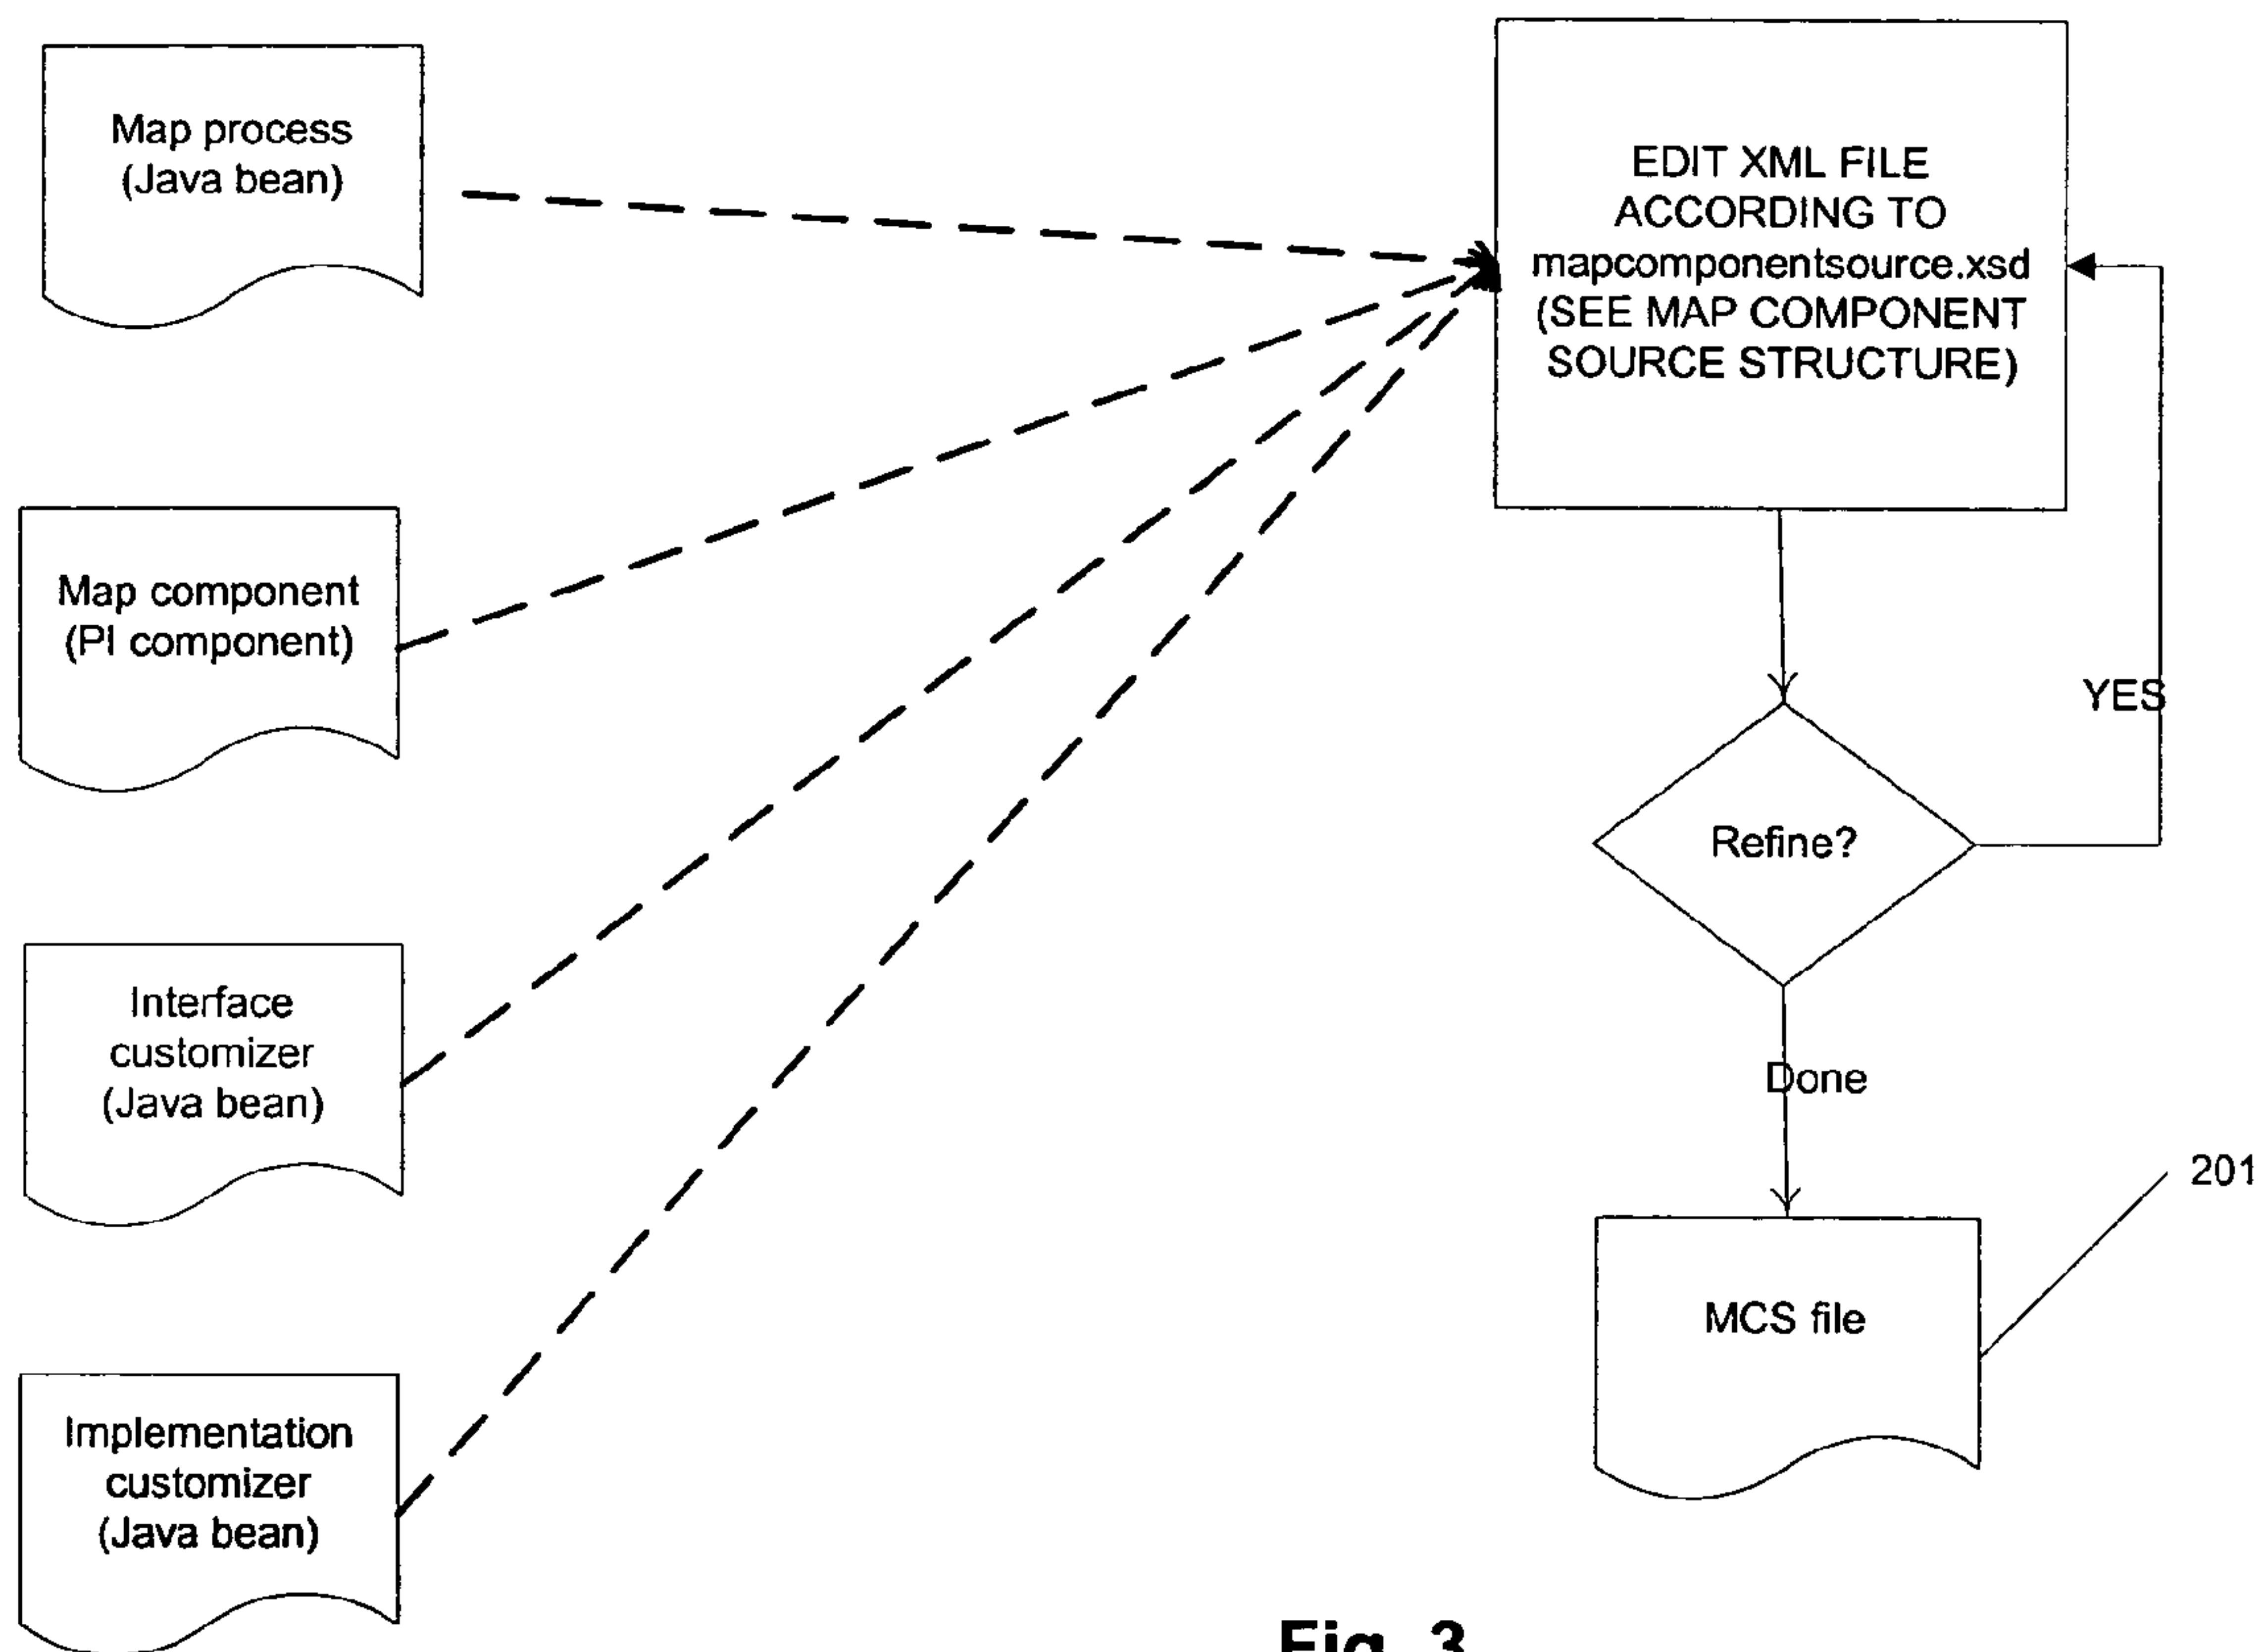 Map process
(Java bean)
EDIT XML FILE
ACCORDING TO
mapcomponentsource.xsd
(SEE MAP COMPONENT
SOURCE STRUCTURE)
Map component
(PI component)
YES
Refine?
Interface
customizer
(Java bean)
Done
201
MCS file
Implementation
customizer
(Java bean)
Fig. 3